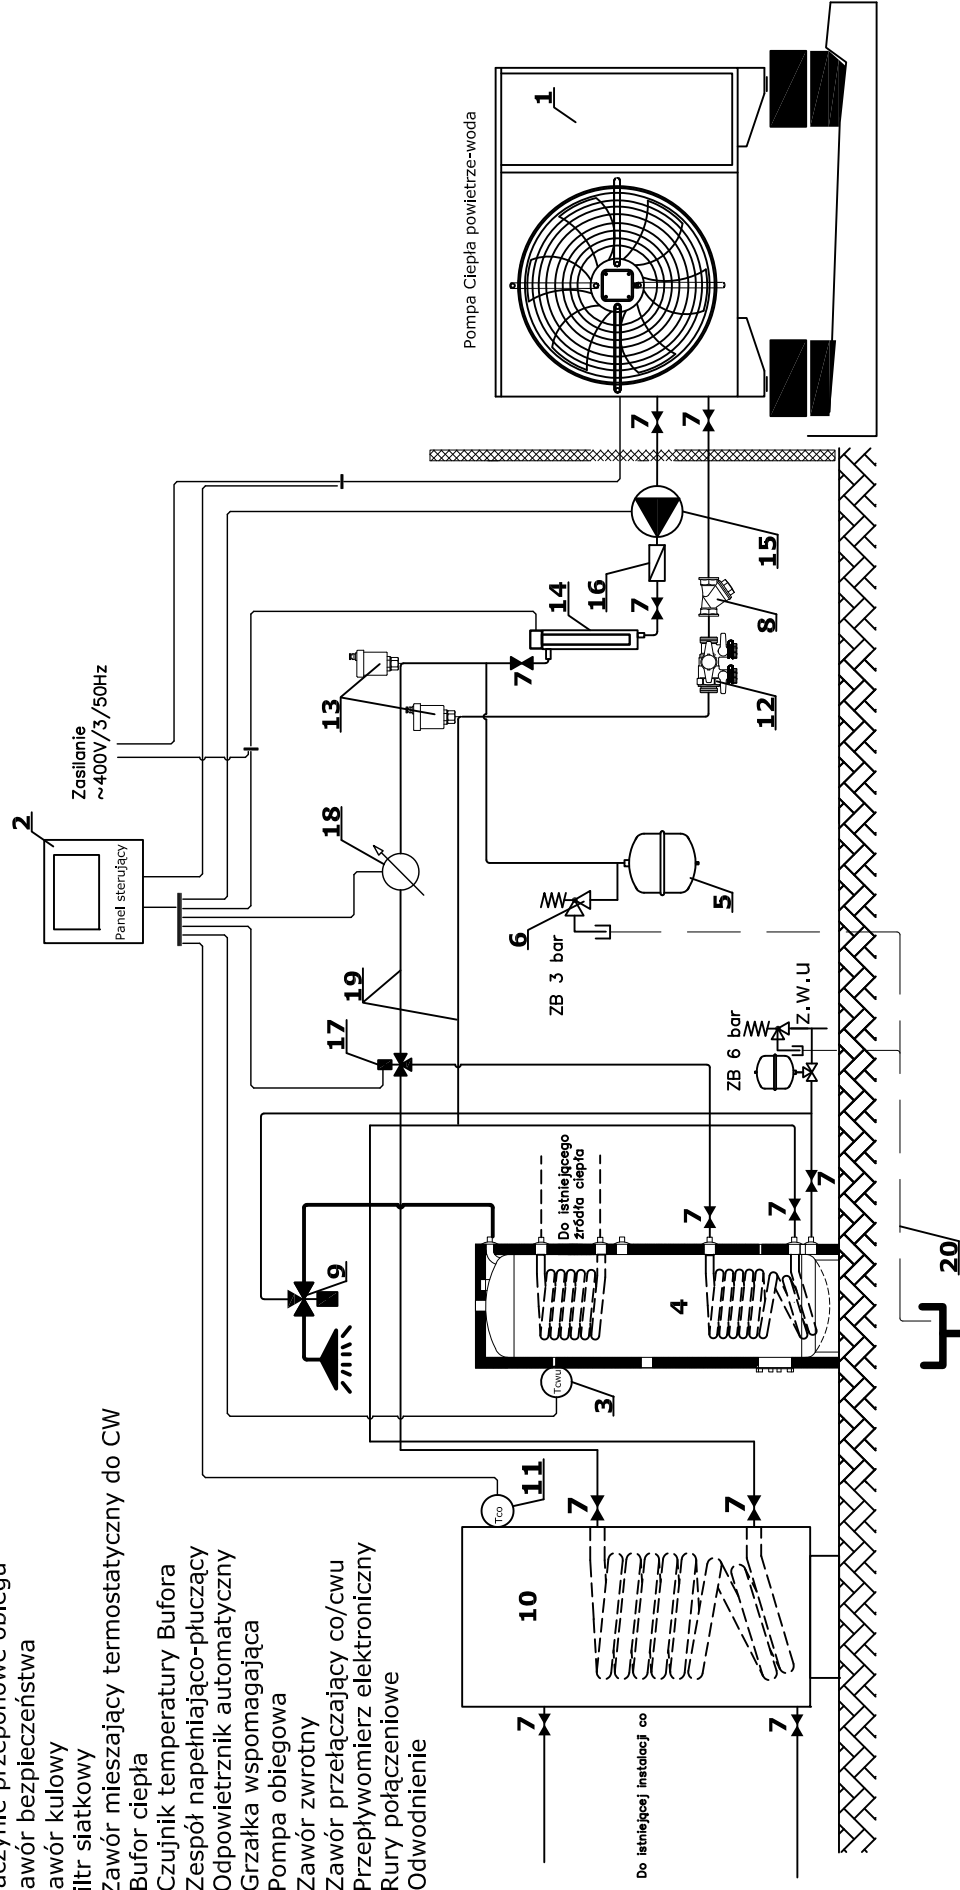 przeponowe obiegu
awór bezpieczeństwa
awór kulowy
iltr siatkowy
Zawór mieszający termostatyczny do CW
Bufor ciepła
Czujnik temperatury Bufora
Zespół napełniająco-płuczący
Odpowietrznik automatyczny
Grzałka wspomagająca
Pompa obiegowa
Zawór zwrotny
Zawór przełączający co/cwu
Przepływomierz elektroniczny
Rury połączeniowe
Odwodnienie
2
Panel sterujący
Zasilanie
~400V/3/50Hz
Pompa Ciepła powietrze-woda
1
13
18
19
17
9
14
16
7
7
7
7
15
8
12
6
5
ZB 3 bar
ZB 6 bar
z.w.u
Do istniejącego
źródła ciepła
7
7
7
4
Tcwu
3
Tco
11
7
7
10
7
7
Do istniejącej instalacji co
20